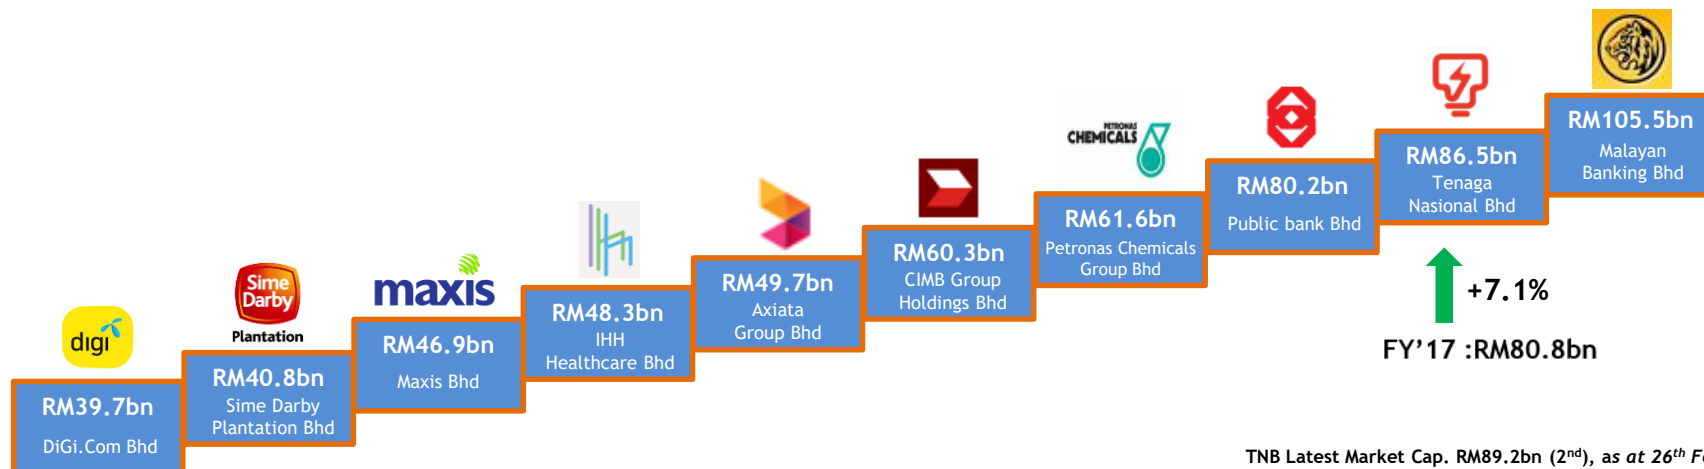 RM39.7bn
DiGi.Com Bhd
digi
Sime
Darby
Plantation
RM40.8bn
Sime Darby
Plantation Bhd
maxis
RM46.9bn
Maxis Bhd
RM48.3bn
IHH
Healthcare Bhd
RM49.7bn
Axiata
Group Bhd
RM60.3bn
CIMB Group
Holdings Bhd
PETRONAS
CHEMICALS
RM61.6bn
Petronas Chemicals
Group Bhd
RM80.2bn
Public bank Bhd
RM86.5bn
Tenaga
Nasional Bhd
+7.1%
FY'17 :RM80.8bn
RM105.5bn
Malayan
Banking Bhd
TNB Latest Market Cap. RM89.2bn (2nd), as at 26th